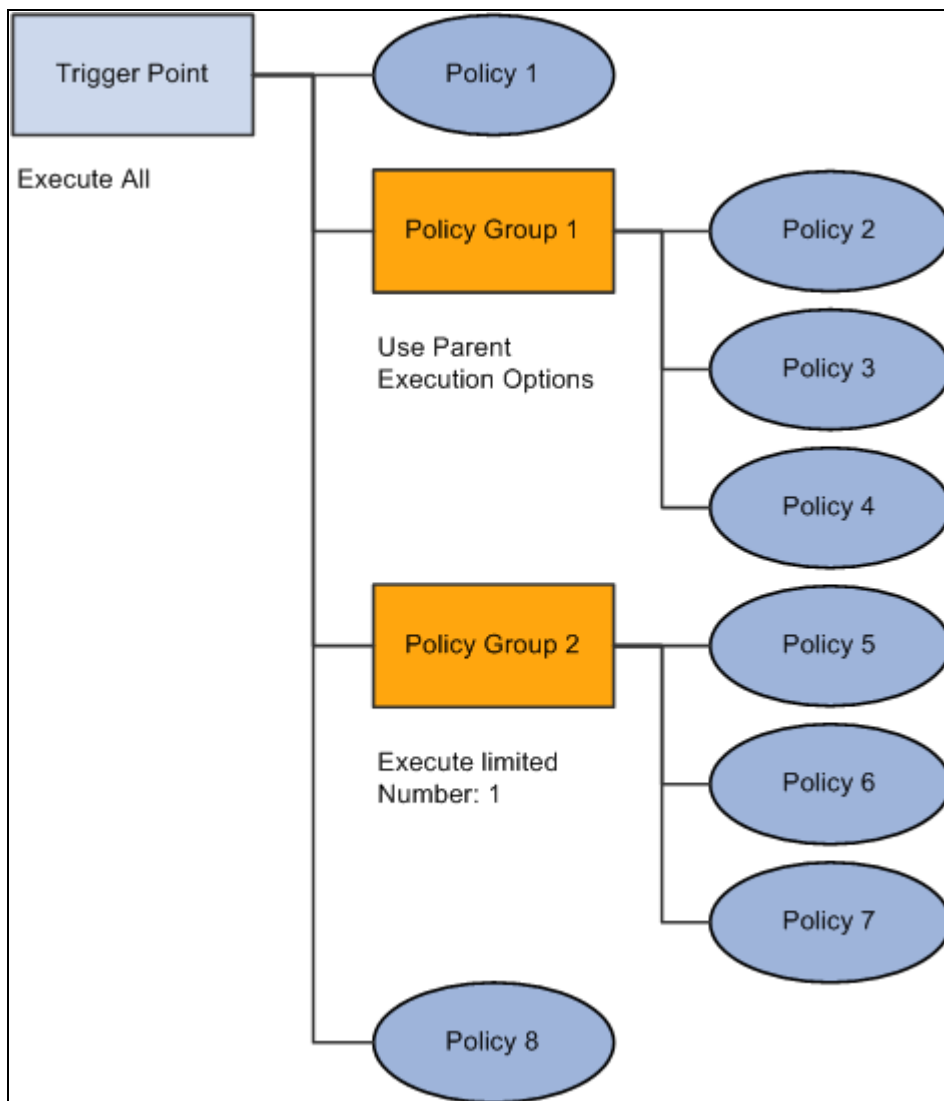 Trigger Point
Policy 1
Execute All
Policy Group 1
Policy 2
Use Parent
Execution Options
Policy 3
Policy 4
Policy Group 2
Policy 5
Execute limited
Number: 1
Policy 6
Policy 7
Policy 8